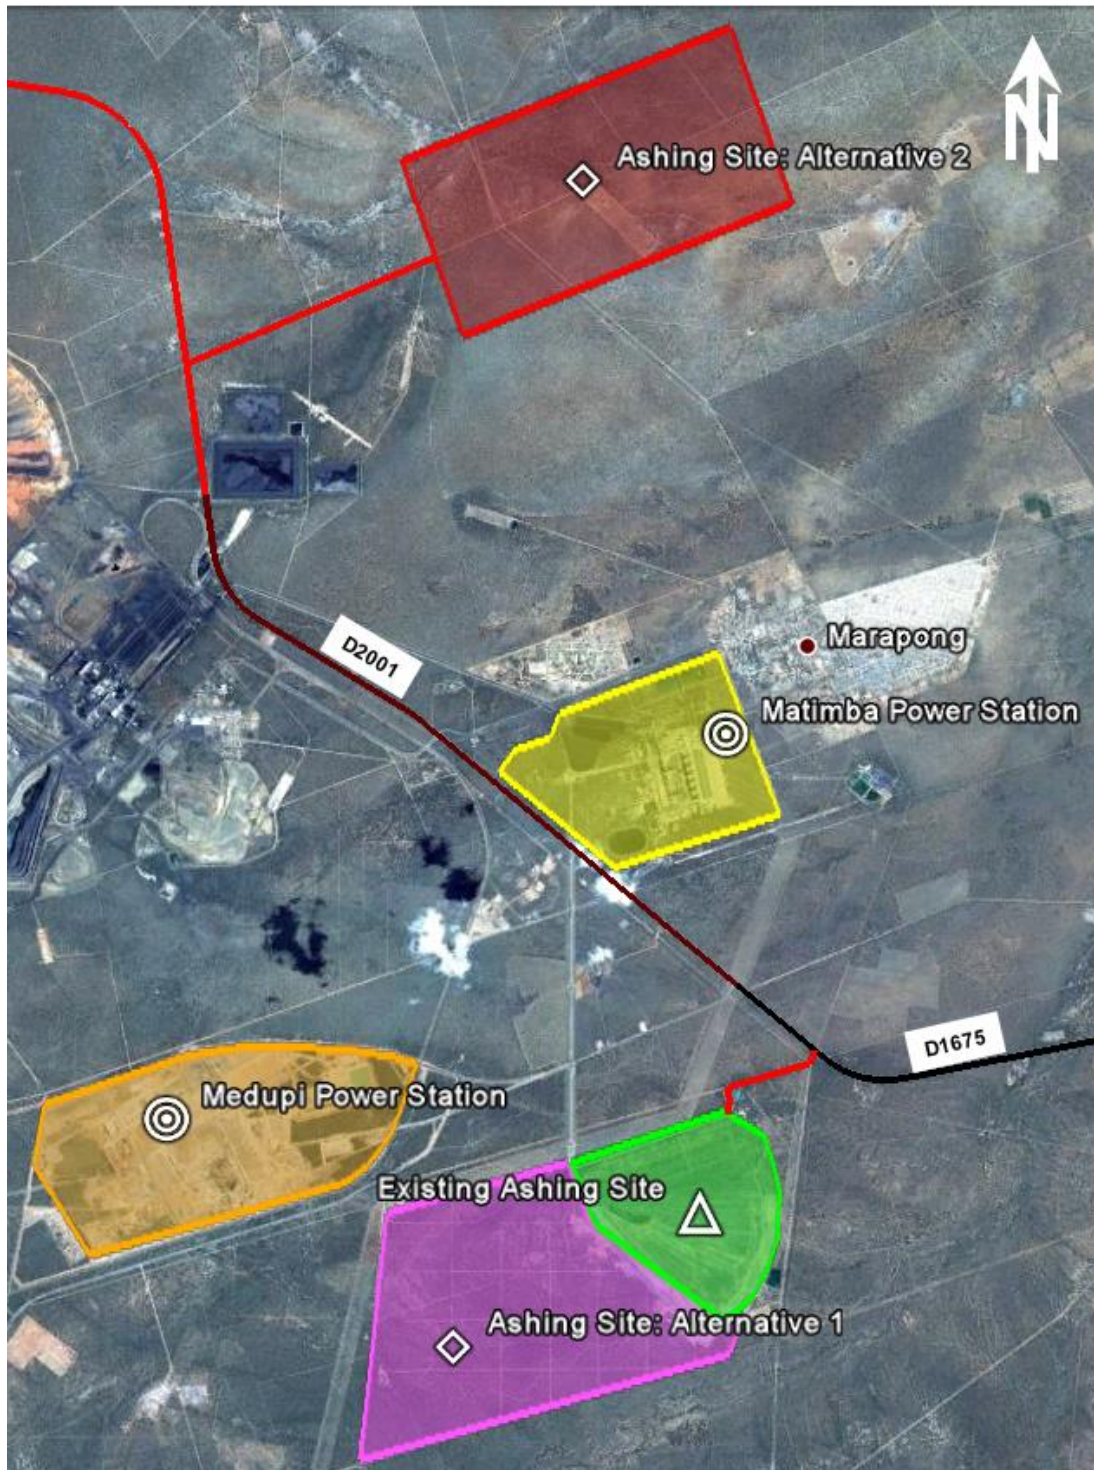 N
Ashing Site: Alternative 2
D2001
Marapong
Matimba Power Station
D1675
Medupi Power Station
Existing Ashing Site
Ashing Site: Alternative 1